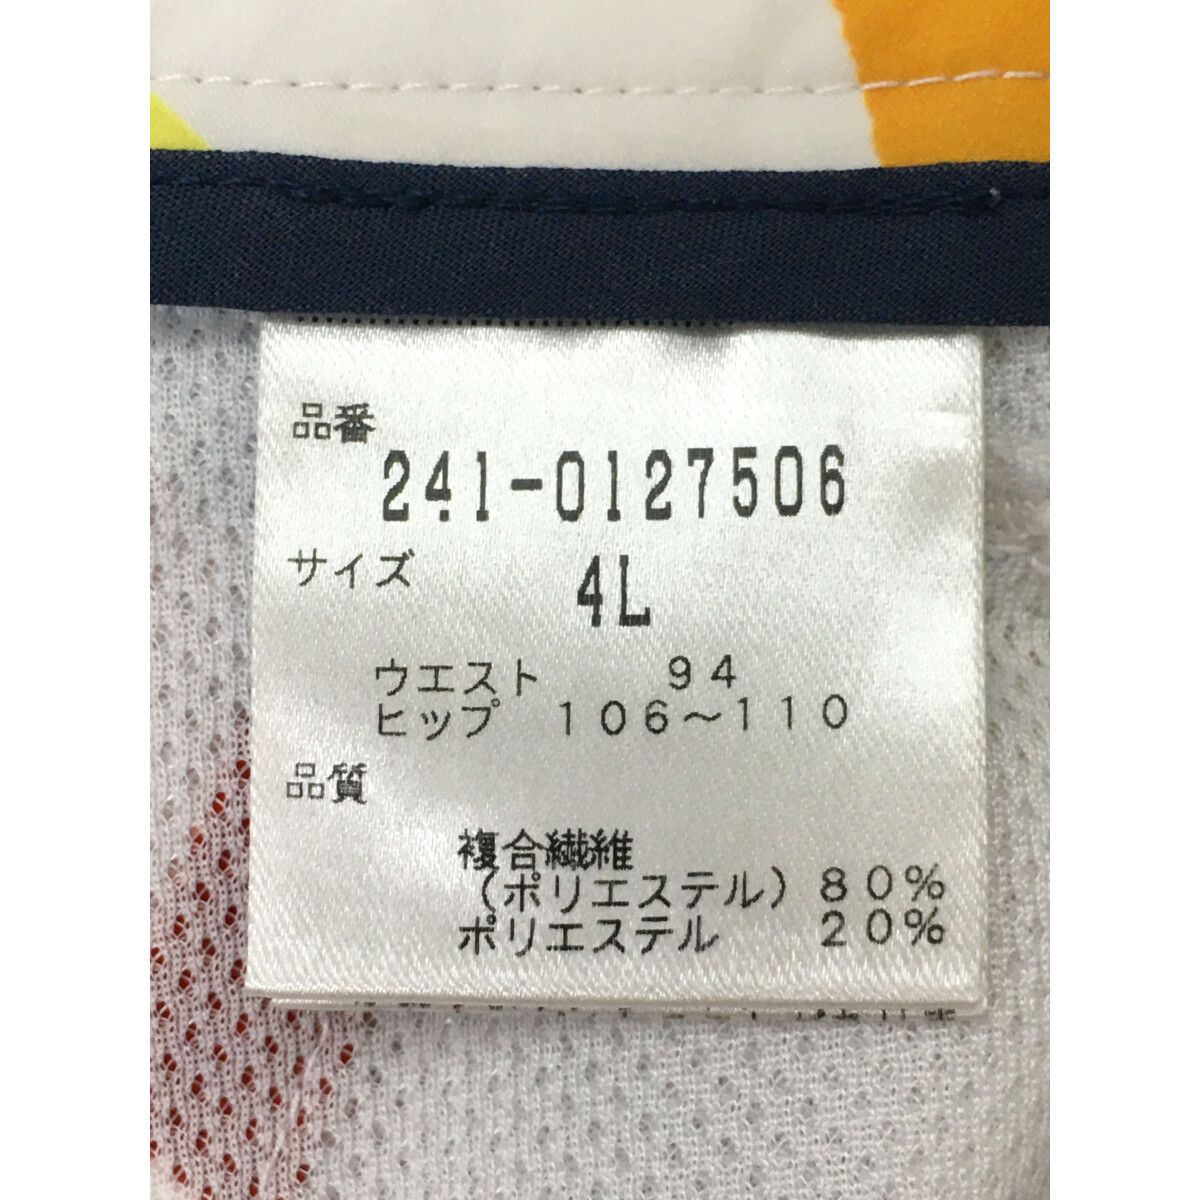 品番
241-0127506
サイズ
4L
ウエスト 94
ヒップ 106～110
品質
複合繊維
(ポリエステル) 80%
ポリエステル 20%